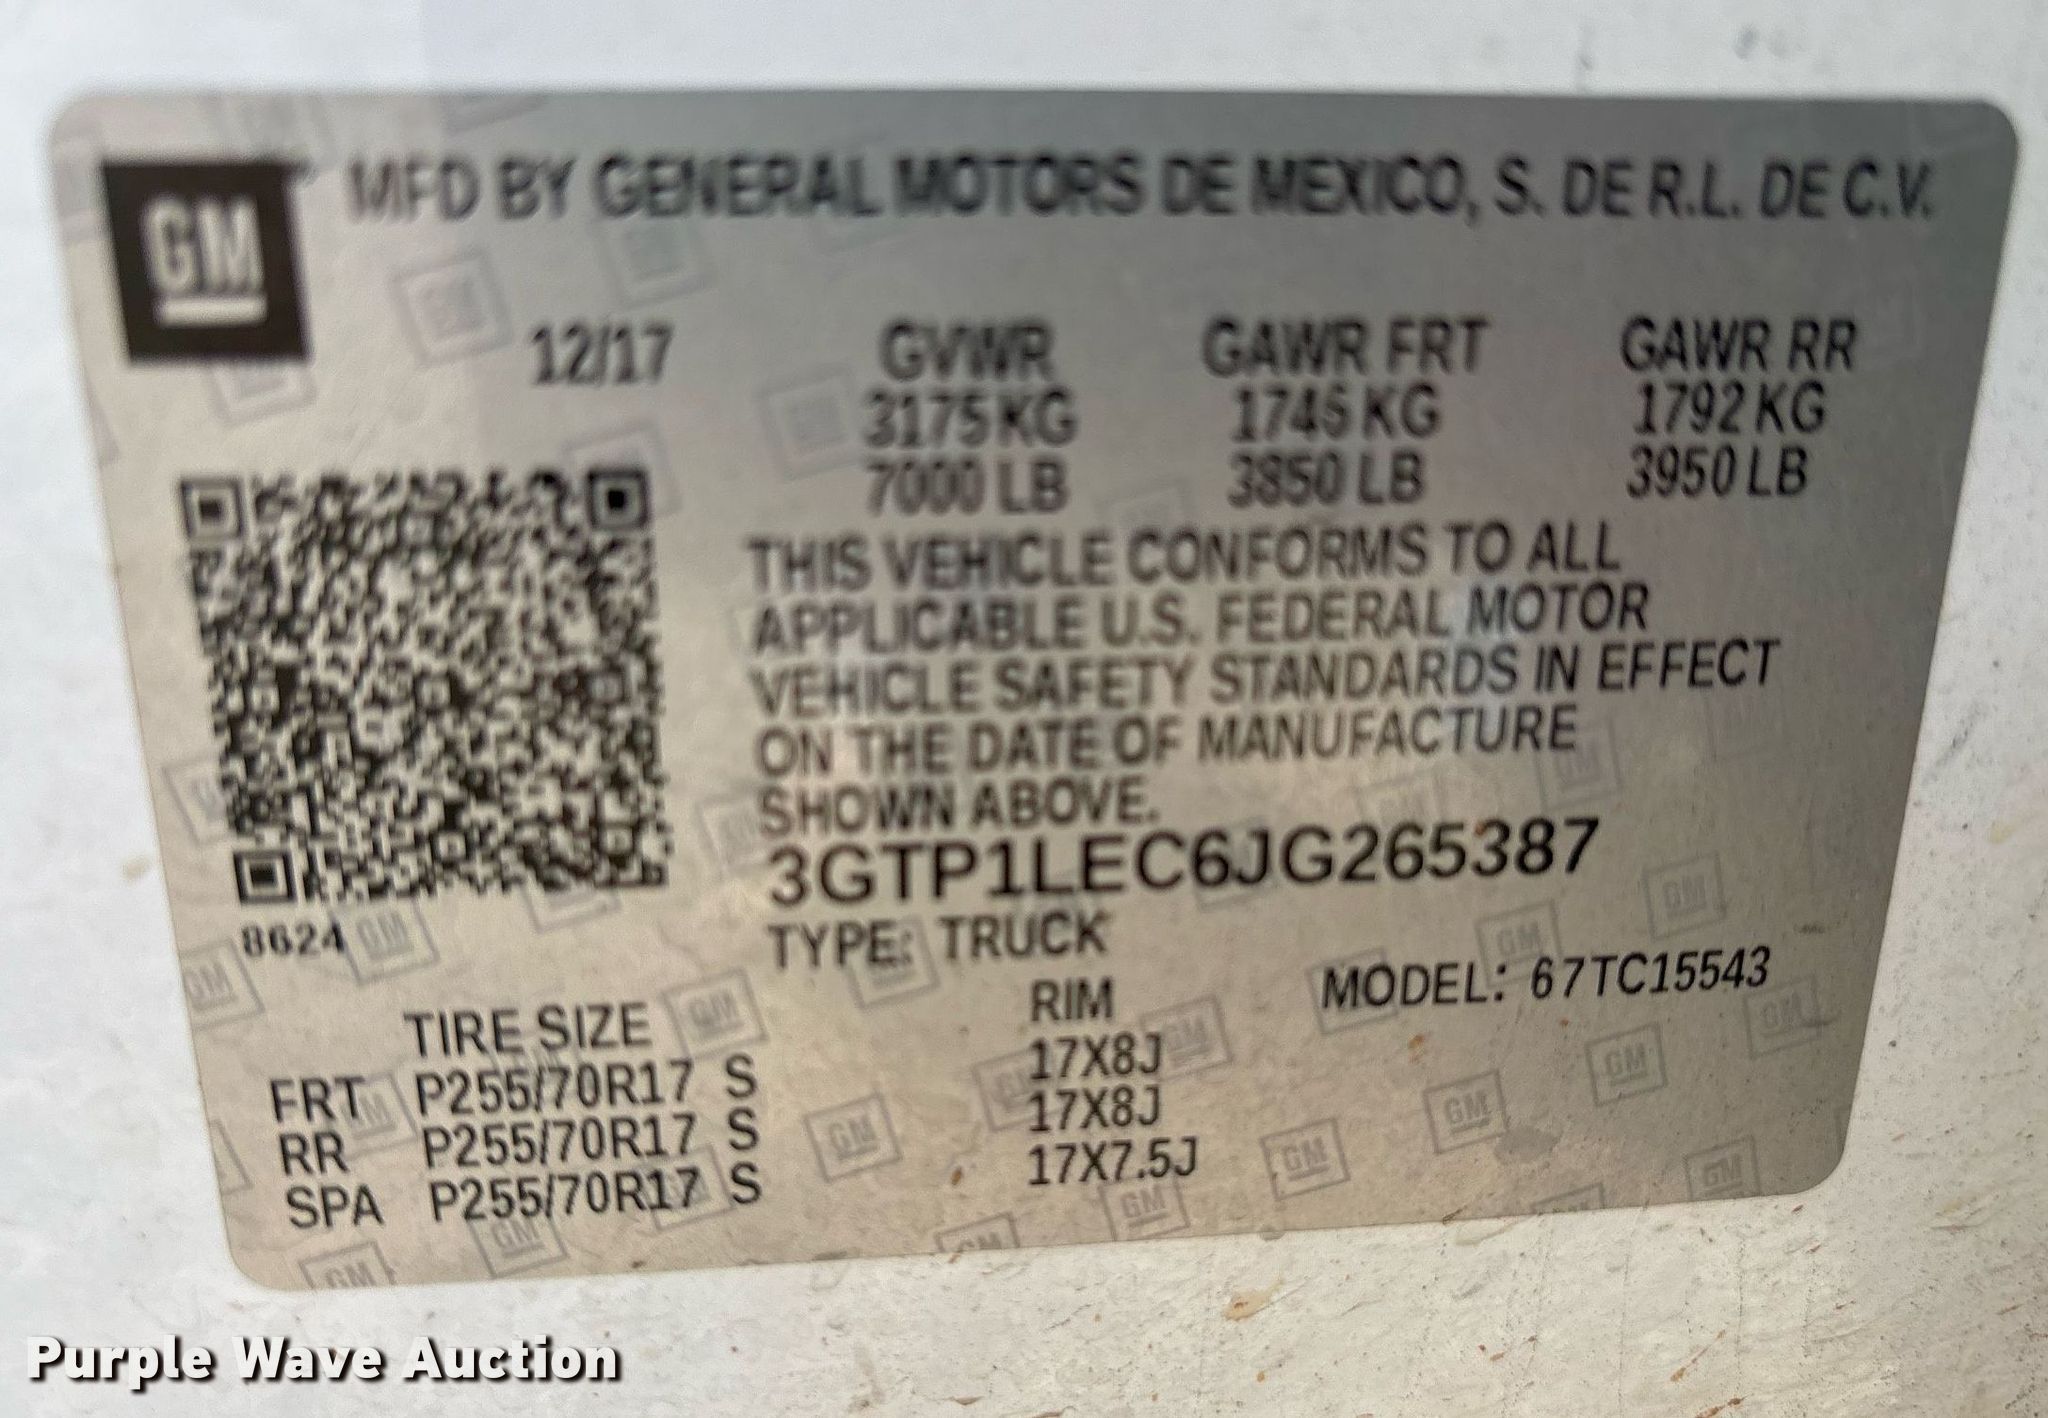 GM
MFD BY GENERAL MOTORS DE MEXICO, S. DE R.L. DE C.V.
12/17 GVWR GAWR FRT GAWR RR
3175 KG 1746 KG 1792 KG
7000 LB 3850 LB 3950 LB
THIS VEHICLE CONFORMS TO ALL
APPLICABLE U.S. FEDERAL MOTOR
VEHICLE SAFETY STANDARDS IN EFFECT
ON THE DATE OF MANUFACTURE
SHOWN ABOVE.
3GTP1LEC6JG265387
8624
TYPE: TRUCK
MODEL: 67TC15543
TIRE SIZE RIM
FRT P255/70R17 S 17X8J
RR P255/70R17 S 17X8J
SPA P255/70R17 S 17X7.5J
Purple Wave Auction